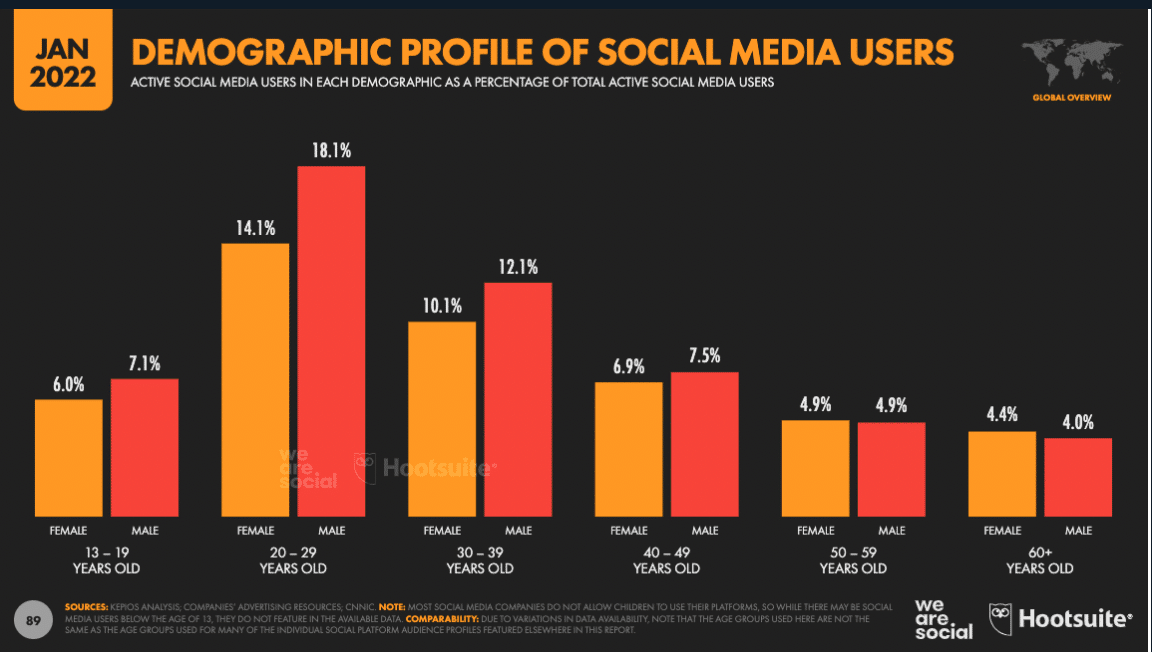 JAN
2022
DEMOGRAPHIC PROFILE OF SOCIAL MEDIA USERS
ACTIVE SOCIAL MEDIA USERS IN EACH DEMOGRAPHIC AS A PERCENTAGE OF TOTAL ACTIVE SOCIAL MEDIA USERS
GLOBAL OVERVIEW
6.0%
7.1%
14.1%
18.1%
10.1%
12.1%
6.9%
7.5%
4.9%
4.9%
4.4%
4.0%
we
are
social
Hootsuite®
FEMALE MALE FEMALE MALE FEMALE MALE FEMALE MALE FEMALE MALE FEMALE MALE
13 – 19 20 – 29 30 – 39 40 – 49 50 – 59 60+
YEARS OLD YEARS OLD YEARS OLD YEARS OLD YEARS OLD YEARS OLD
89
SOURCES: KEPIOS ANALYSIS; COMPANIES' ADVERTISING RESOURCES; CNNIC. NOTE: MOST SOCIAL MEDIA COMPANIES DO NOT ALLOW CHILDREN TO USE THEIR PLATFORMS, SO WHILE THERE MAY BE SOCIAL
MEDIA USERS BELOW THE AGE OF 13, THEY DO NOT FEATURE IN THE AVAILABLE DATA. COMPARABILITY: DUE TO VARIATIONS IN DATA AVAILABILITY, NOTE THAT THE AGE GROUPS USED HERE ARE NOT THE
SAME AS THE AGE GROUPS USED FOR MANY OF THE INDIVIDUAL SOCIAL PLATFORM AUDIENCE PROFILES FEATURED ELSEWHERE IN THIS REPORT.
we
are
social
Hootsuite®